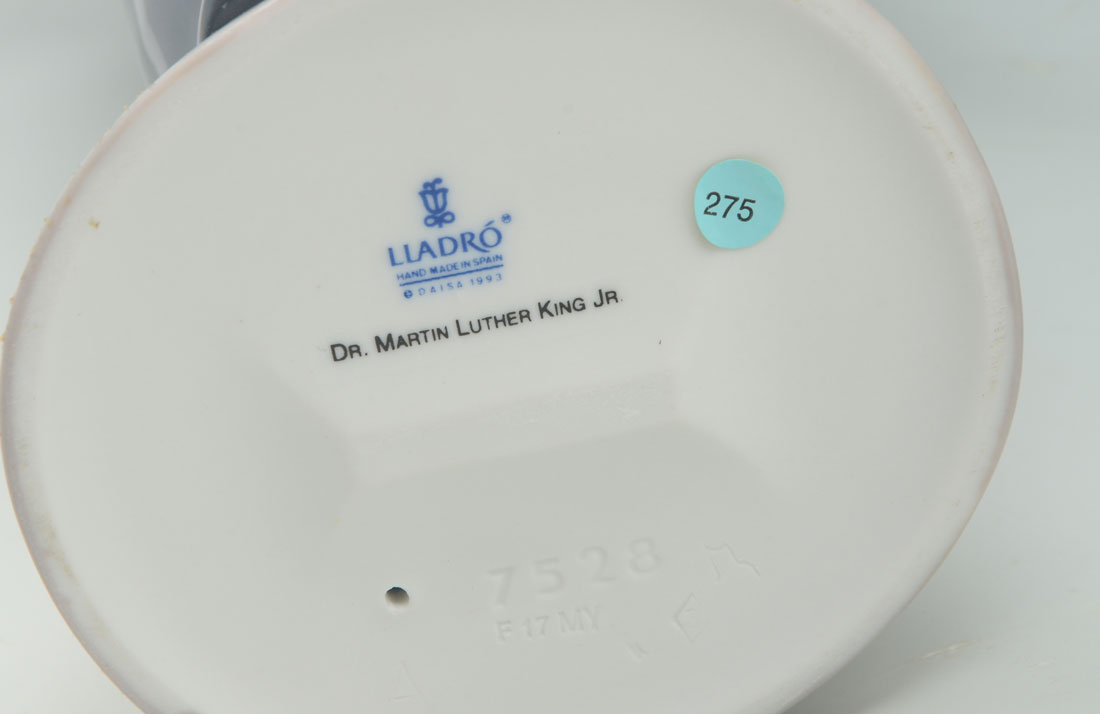 LLADRÓ®
HAND MADE IN SPAIN
© DAISA 1993
275
DR. MARTIN LUTHER KING JR.
7528
F 17 MY